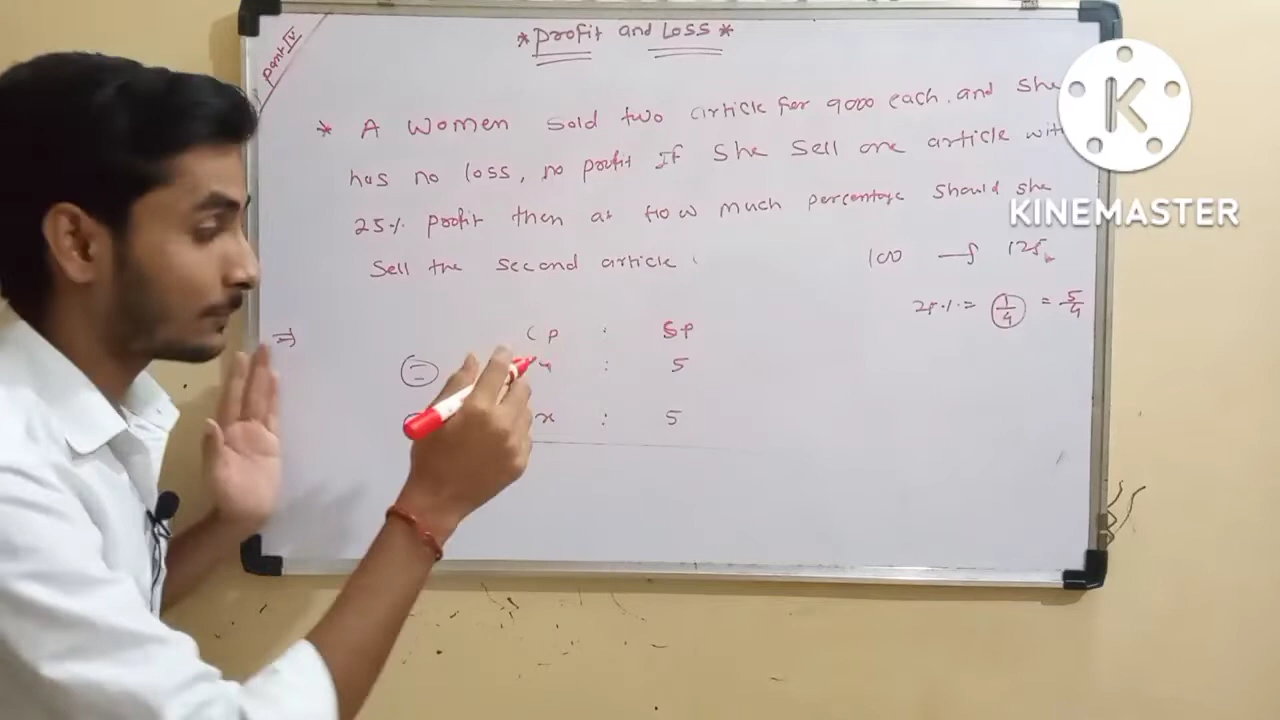 Part IV
* Profit and Loss *
* A Women Sold two article for 9000 each. and She
has no loss, no profit If She Sell one article with
25% profit then at How much percentage Should she
Sell the Second article
100 → 125
25% = 1/4 = 5/4
⇒ CP : SP
4 : 5
x : 5
K
KINEMASTER